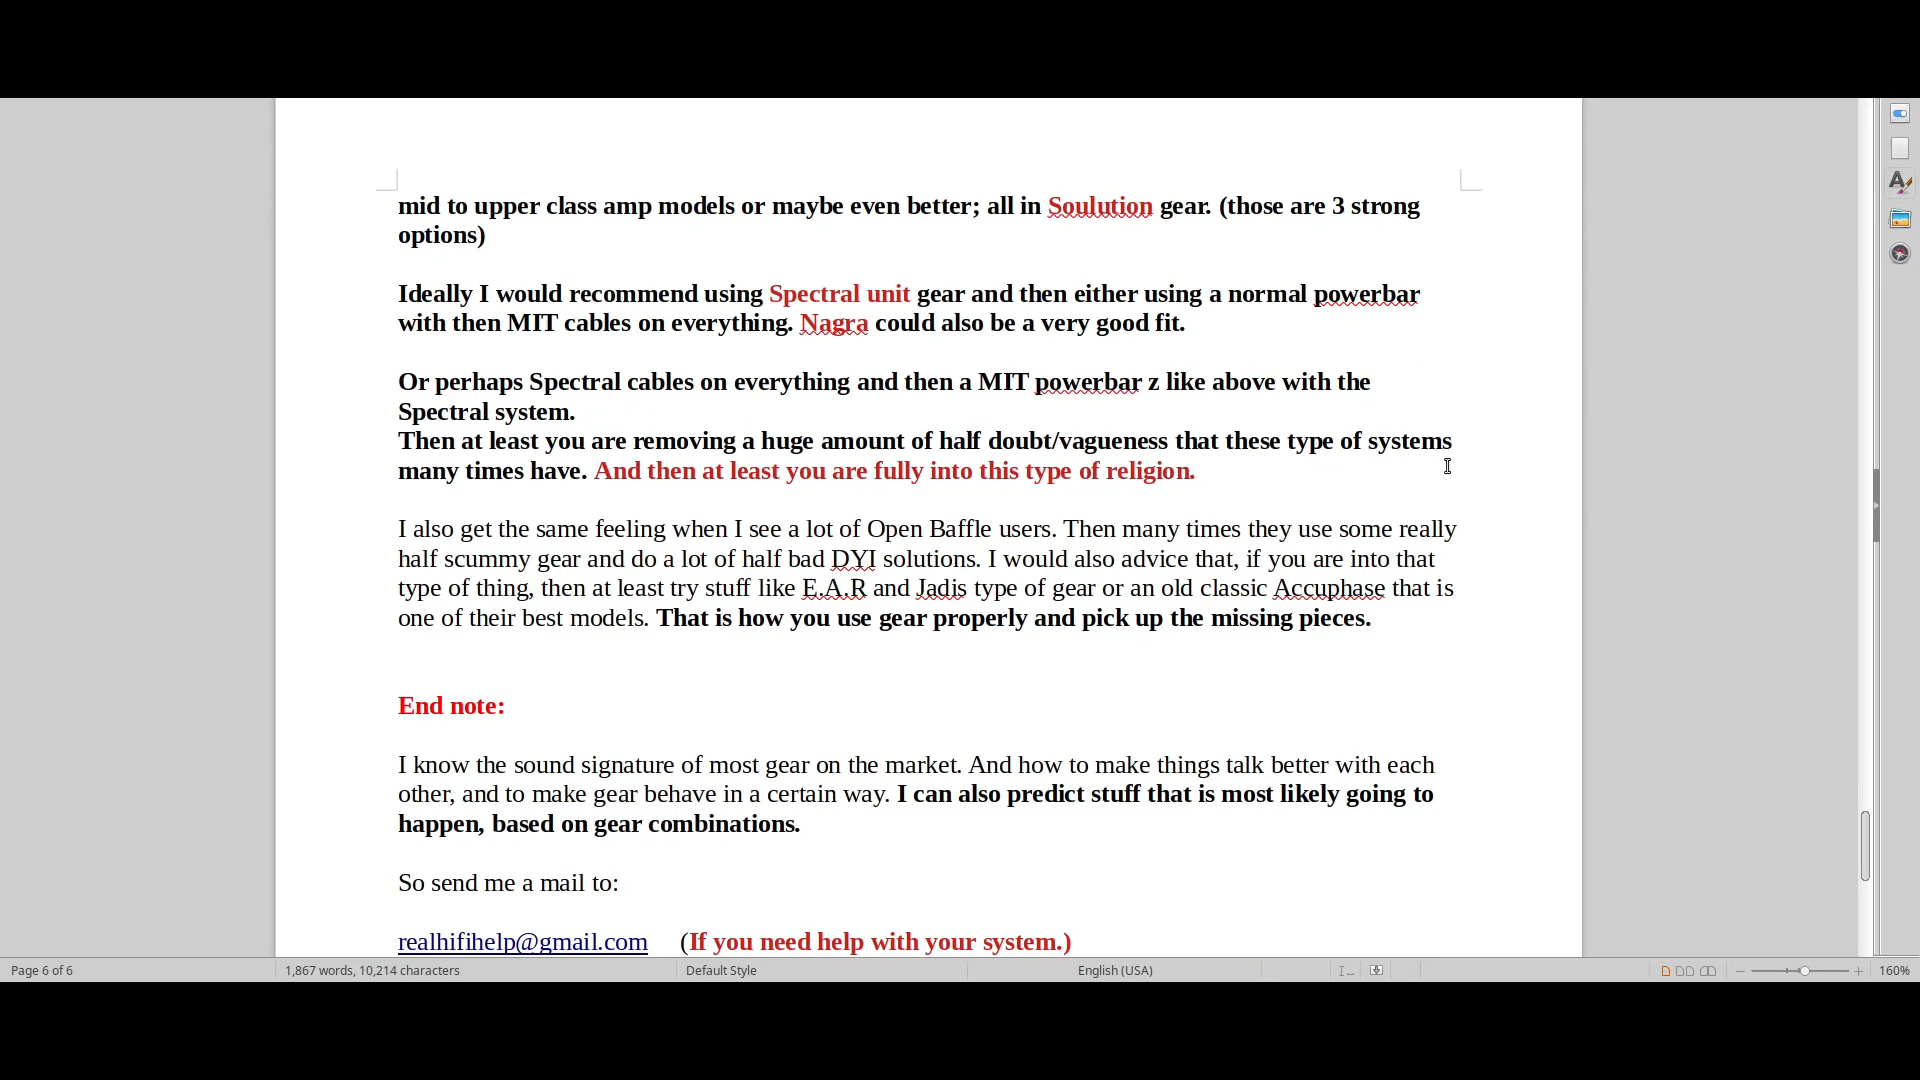 mid to upper class amp models or maybe even better; all in Soulution gear. (those are 3 strong
options)
Ideally I would recommend using Spectral unit gear and then either using a normal powerbar
with then MIT cables on everything. Nagra could also be a very good fit.
Or perhaps Spectral cables on everything and then a MIT powerbar z like above with the
Spectral system.
Then at least you are removing a huge amount of half doubt/vagueness that these type of systems
many times have. And then at least you are fully into this type of religion.
I also get the same feeling when I see a lot of Open Baffle users. Then many times they use some really
half scummy gear and do a lot of half bad DYI solutions. I would also advice that, if you are into that
type of thing, then at least try stuff like E.A.R and Jadis type of gear or an old classic Accuphase that is
one of their best models. That is how you use gear properly and pick up the missing pieces.
End note:
I know the sound signature of most gear on the market. And how to make things talk better with each
other, and to make gear behave in a certain way. I can also predict stuff that is most likely going to
happen, based on gear combinations.
So send me a mail to:
realhifihelp@gmail.com (If you need help with your system.)
Page 6 of 6 1,867 words, 10,214 characters Default Style English (USA) 160%